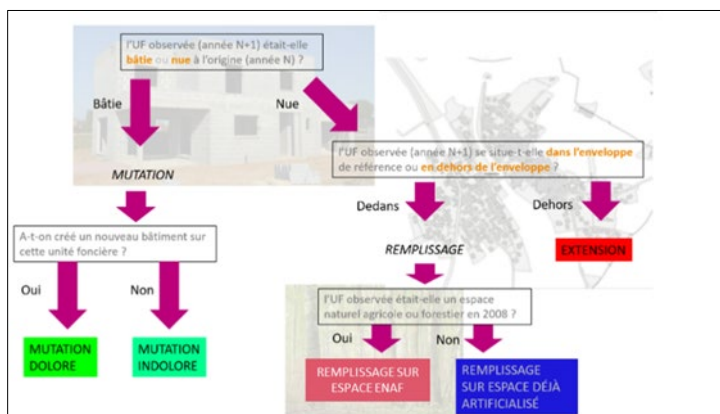 l'UF observée (année N+1) était-elle
bâtie ou nue à l'origine (année N) ?
Bâtie
Nue
l'UF observée (année N+1) se situe-t-elle dans l'enveloppe
de référence ou en dehors de l'enveloppe ?
MUTATION
Dedans
Dehors
A-t-on créé un nouveau bâtiment sur
cette unité foncière ?
REMPLISSAGE
EXTENSION
Oui
Non
l'UF observée était-elle un espace
naturel agricole ou forestier en 2008 ?
Oui
Non
MUTATION
DOLORE
MUTATION
INDOLORE
REMPLISSAGE SUR
ESPACE ENAF
REMPLISSAGE
SUR ESPACE DÉJÀ
ARTIFICIALISÉ